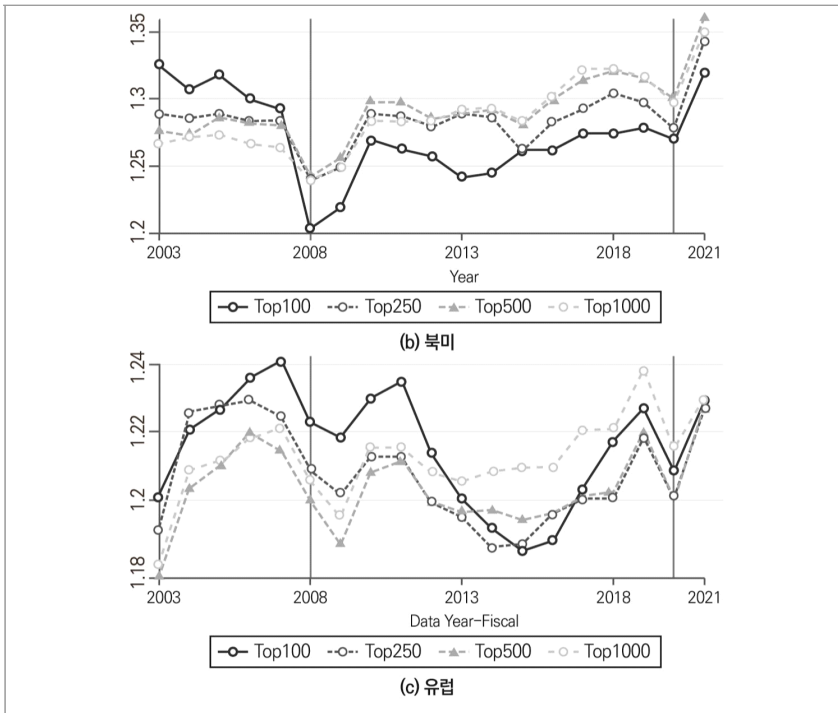 1.35
1.3
1.25
1.2
2003 2008 2013 2018 2021
Year
Top100 Top250 Top500 Top1000
(b) 북미
1.24
1.22
1.2
1.18
2003 2008 2013 2018 2021
Data Year-Fiscal
Top100 Top250 Top500 Top1000
(c) 유럽